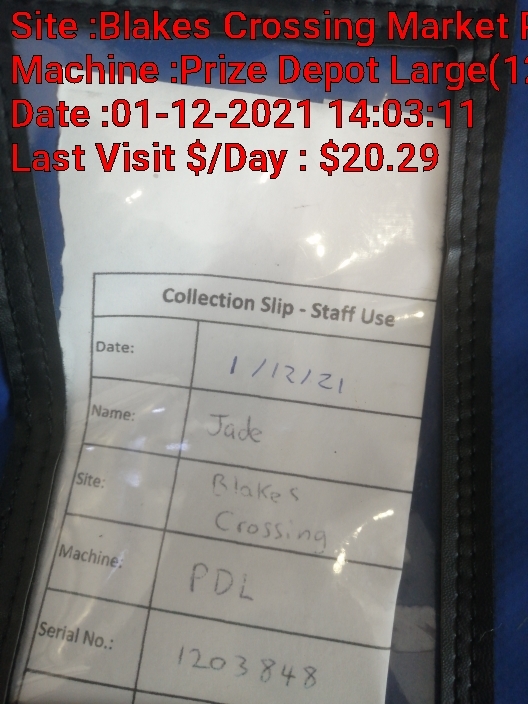 Site :Blakes Crossing Market
Machine :Prize Depot Large(12
Date :01-12-2021 14:03:11
Last Visit $/Day : $20.29
Collection Slip - Staff Use
Date: 1/12/21
Name: Jade
Site: Blakes
Crossing
Machine: PDL
Serial No.: 1203848